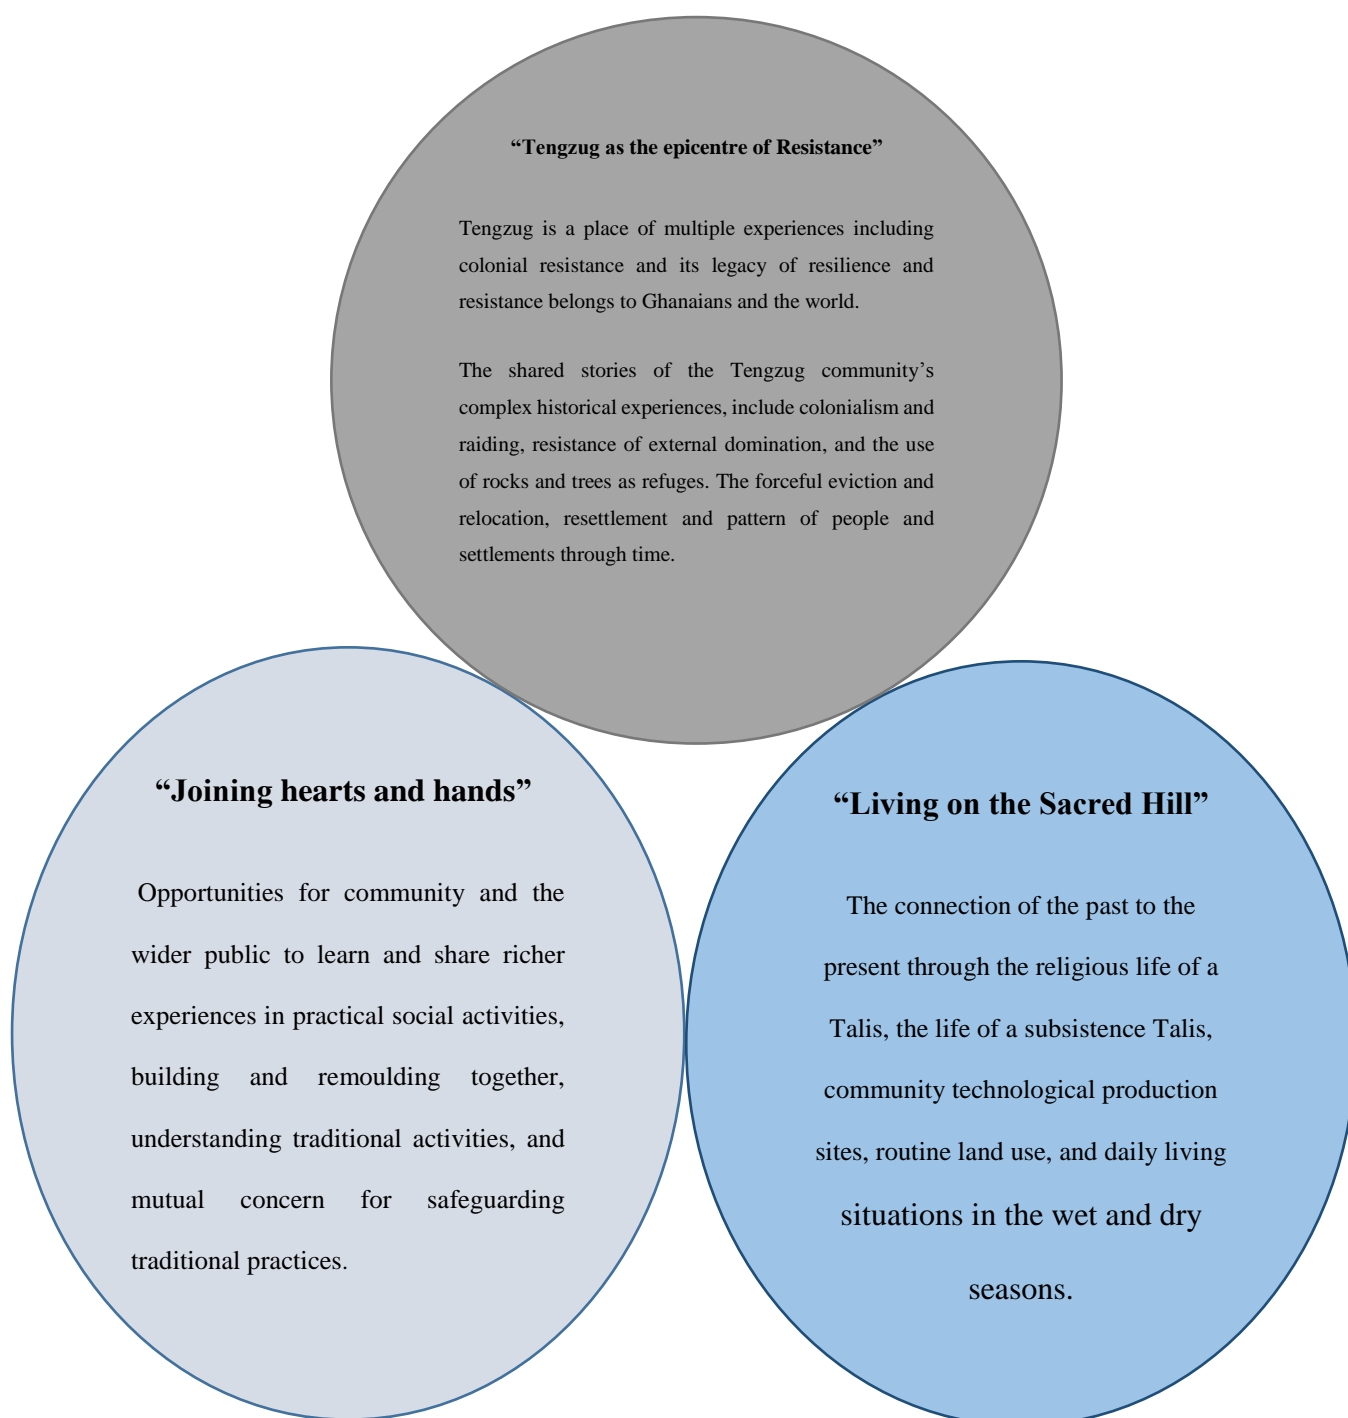 “Tengzug as the epicentre of Resistance”
Tengzug is a place of multiple experiences including
colonial resistance and its legacy of resilience and
resistance belongs to Ghanaians and the world.
The shared stories of the Tengzug community’s
complex historical experiences, include colonialism and
raiding, resistance of external domination, and the use
of rocks and trees as refuges. The forceful eviction and
relocation, resettlement and pattern of people and
settlements through time.
“Joining hearts and hands”
Opportunities for community and the
wider public to learn and share richer
experiences in practical social activities,
building and remoulding together,
understanding traditional activities, and
mutual concern for safeguarding
traditional practices.
“Living on the Sacred Hill”
The connection of the past to the
present through the religious life of a
Talis, the life of a subsistence Talis,
community technological production
sites, routine land use, and daily living
situations in the wet and dry
seasons.